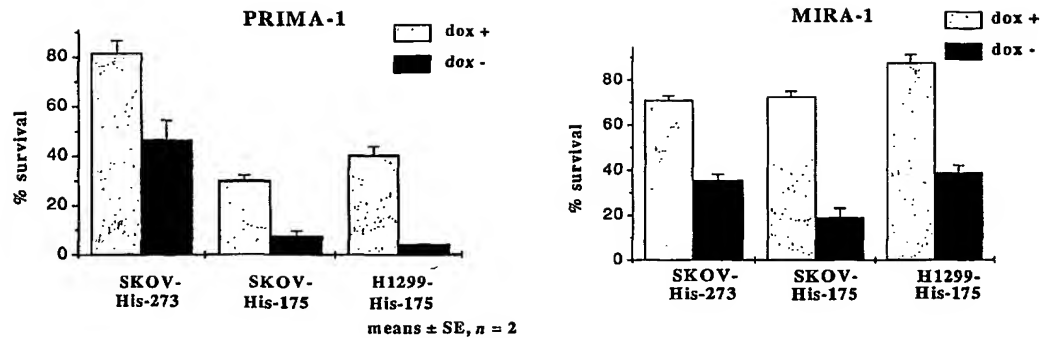 PRIMA-1
dox +
dox -
% survival
80
60
40
20
0
SKOV-
His-273
SKOV-
His-175
H1299-
His-175
means ± SE, n = 2
MIRA-1
dox +
dox -
% survival
80
60
40
20
0
SKOV-
His-273
SKOV-
His-175
H1299-
His-175